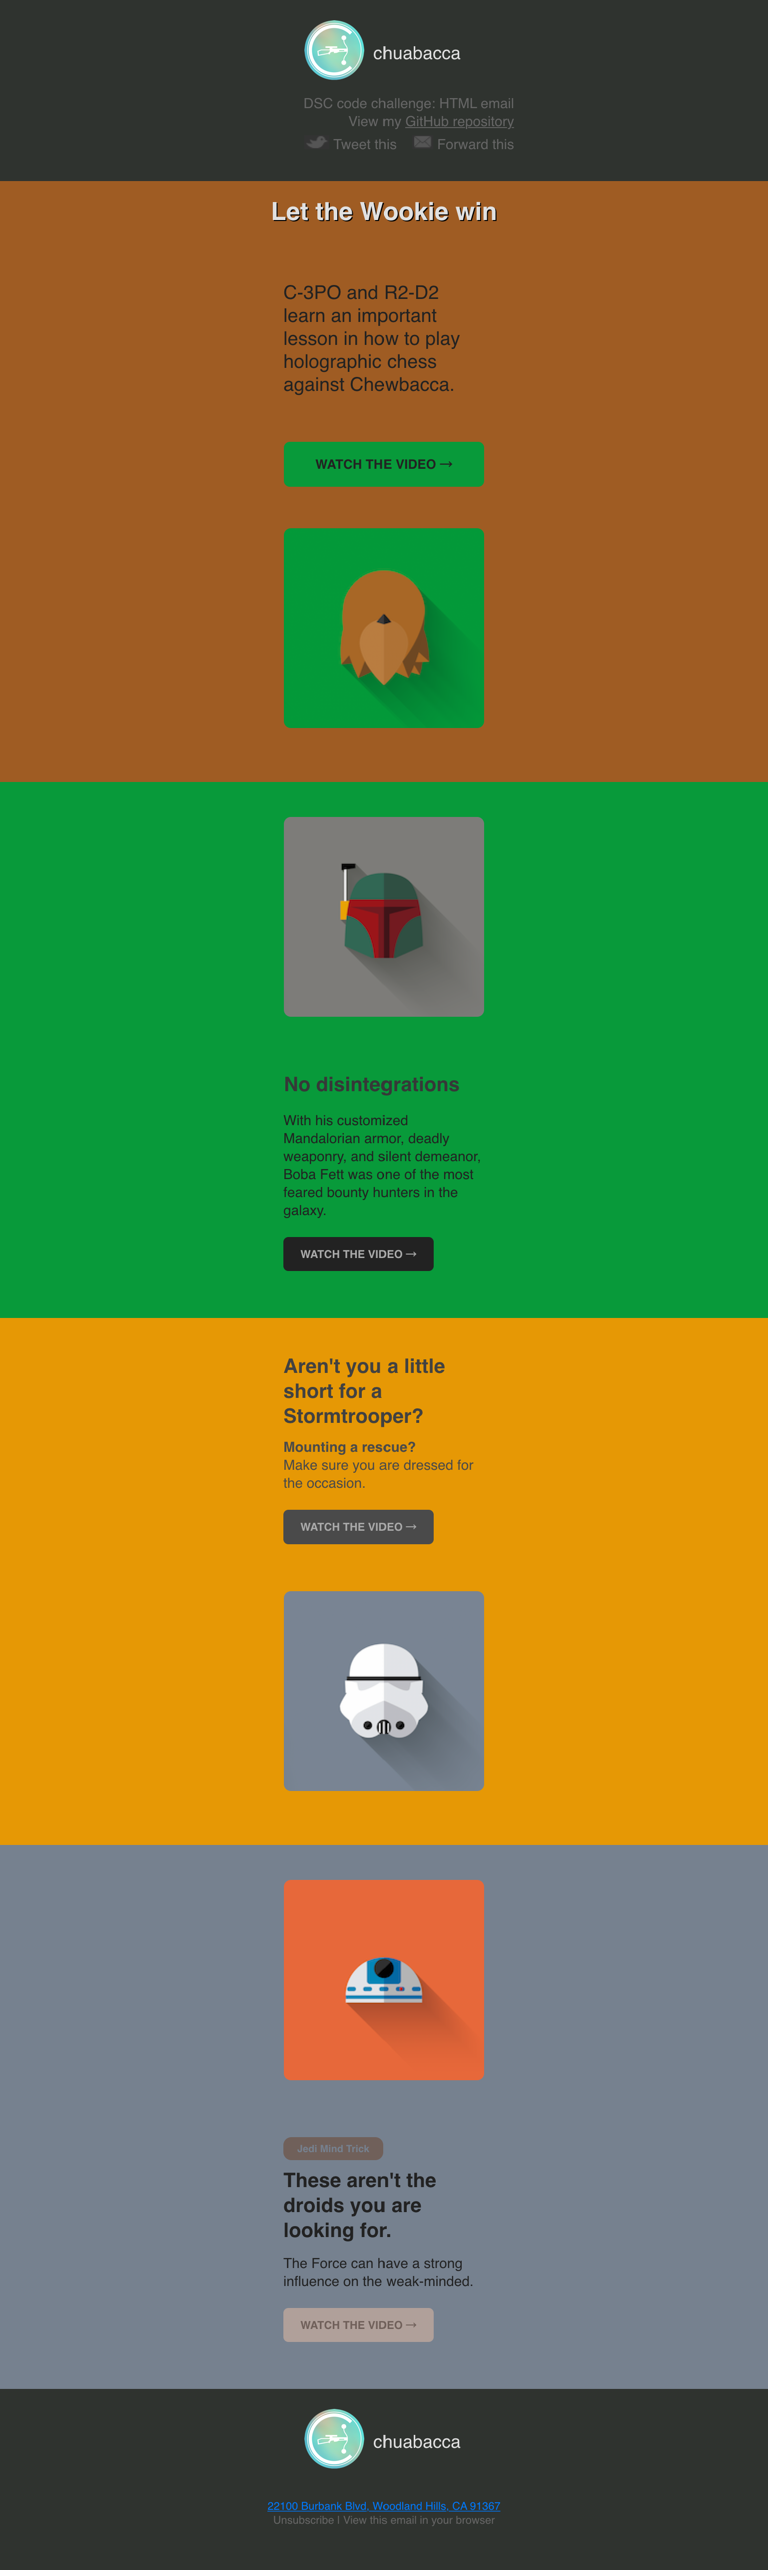 chuabacca
DSC code challenge: HTML email
View my GitHub repository
Tweet this Forward this
Let the Wookie win
C-3PO and R2-D2
learn an important
lesson in how to play
holographic chess
against Chewbacca.
WATCH THE VIDEO →
No disintegrations
With his customized
Mandalorian armor, deadly
weaponry, and silent demeanor,
Boba Fett was one of the most
feared bounty hunters in the
galaxy.
WATCH THE VIDEO →
Aren't you a little
short for a
Stormtrooper?
Mounting a rescue?
Make sure you are dressed for
the occasion.
WATCH THE VIDEO →
Jedi Mind Trick
These aren't the
droids you are
looking for.
The Force can have a strong
influence on the weak-minded.
WATCH THE VIDEO →
chuabacca
22100 Burbank Blvd, Woodland Hills, CA 91367
Unsubscribe | View this email in your browser